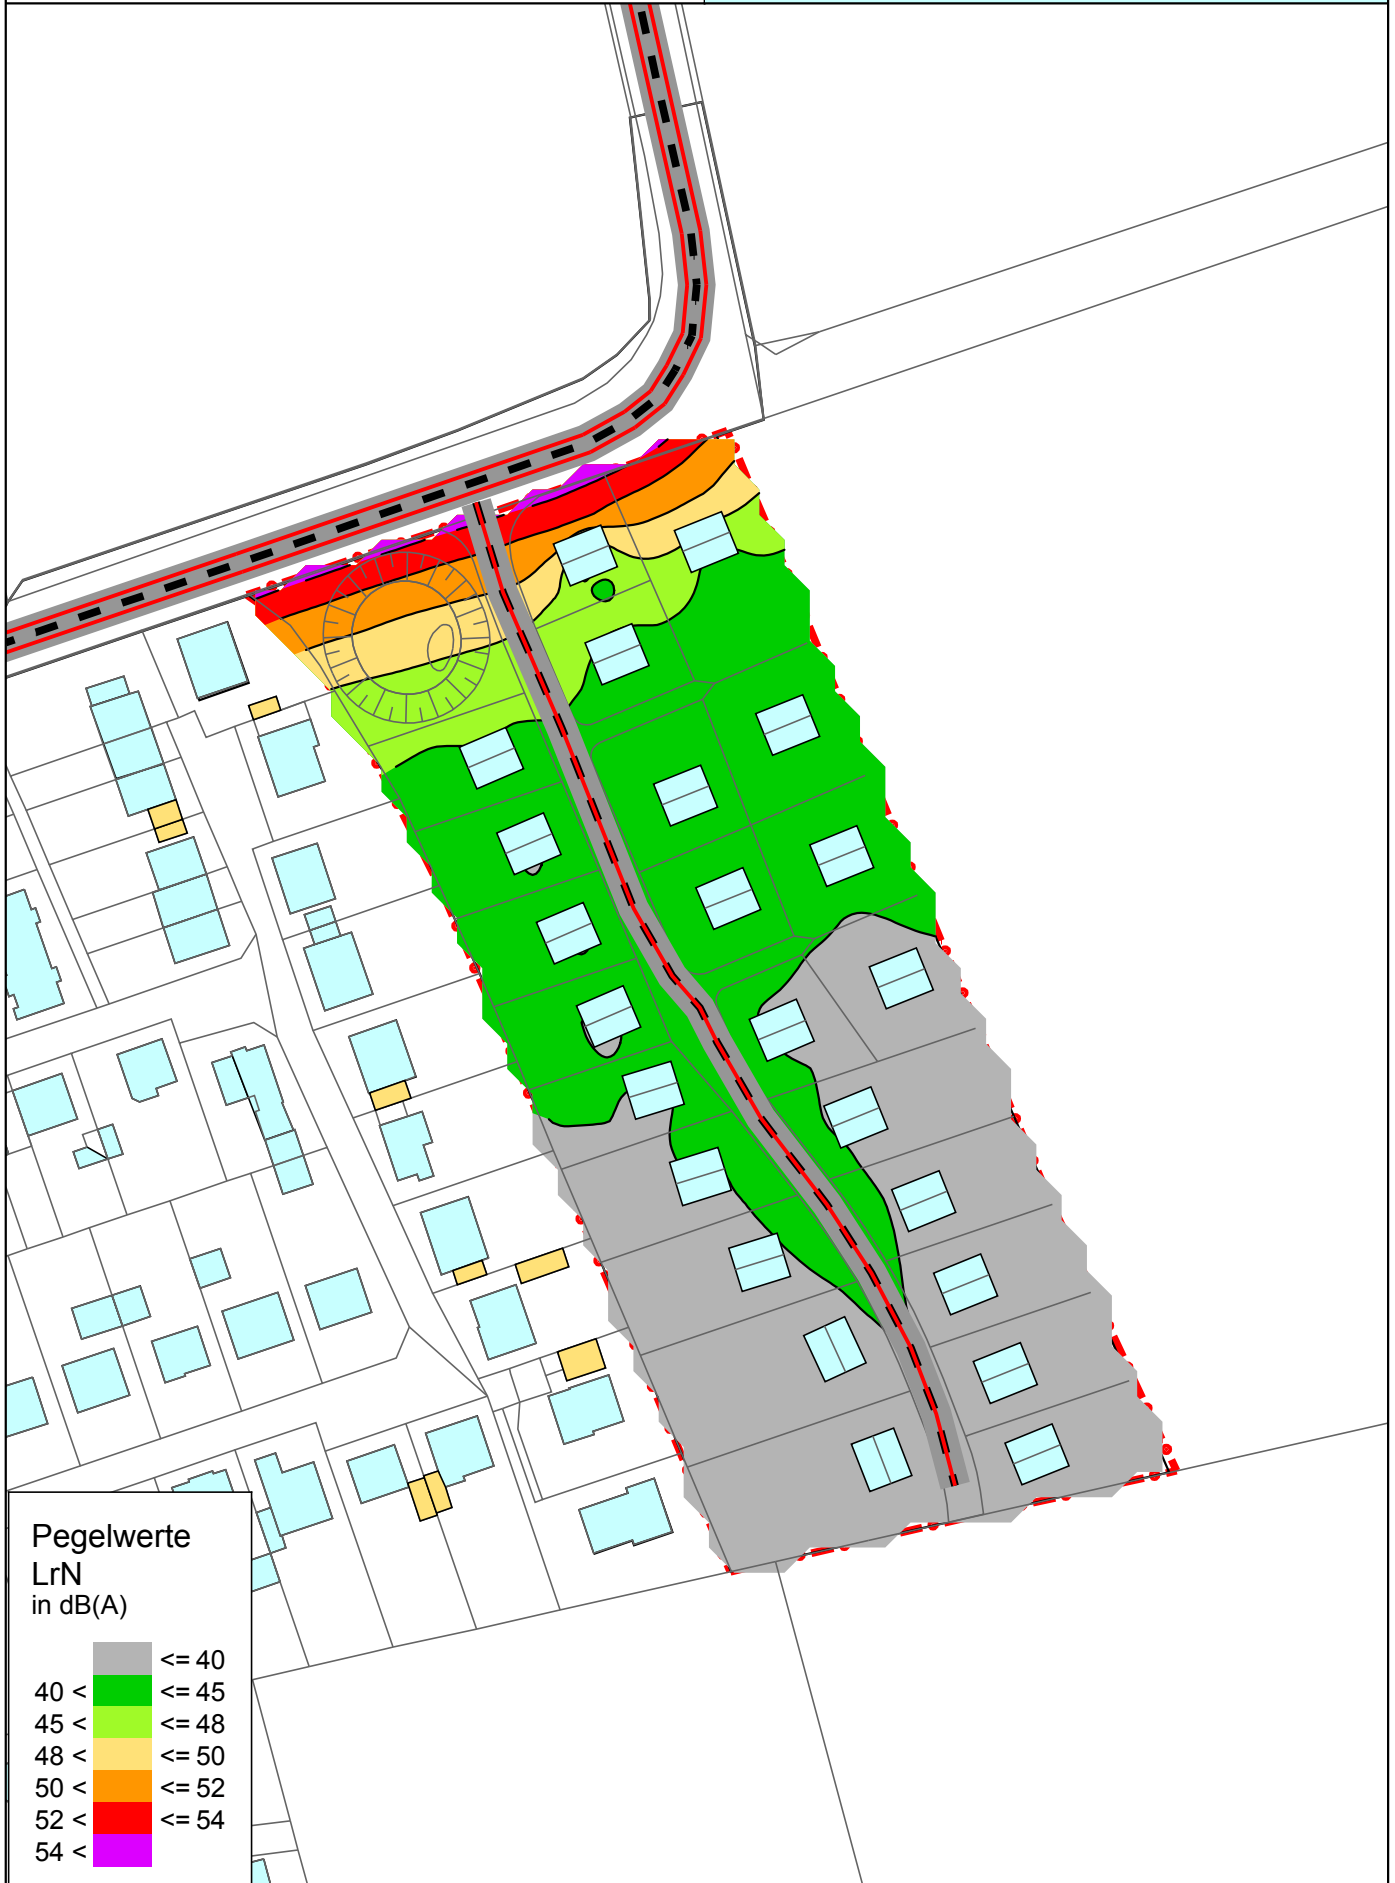 Pegelwerte
LrN
in dB(A)
<= 40
40 < <= 45
45 < <= 48
48 < <= 50
50 < <= 52
52 < <= 54
54 <